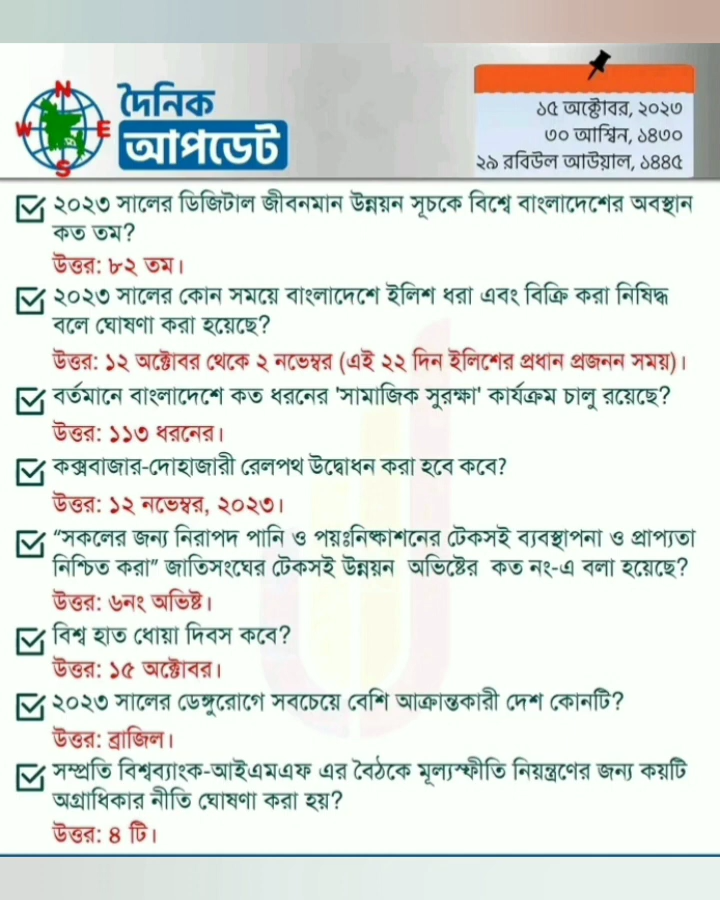 N
W E
S
দৈনিক
আপডেট
১৫ অক্টোবর, ২০২৩
৩০ আশ্বিন, ১৪৩০
২৯ রবিউল আউয়াল, ১৪৪৫
২০২৩ সালের ডিজিটাল জীবনমান উন্নয়ন সূচকে বিশ্বে বাংলাদেশের অবস্থান
কত তম?
উত্তর: ৮২ তম।
২০২৩ সালের কোন সময়ে বাংলাদেশে ইলিশ ধরা এবং বিক্রি করা নিষিদ্ধ
বলে ঘোষণা করা হয়েছে?
উত্তর: ১২ অক্টোবর থেকে ২ নভেম্বর (এই ২২ দিন ইলিশের প্রধান প্রজনন সময়)।
বর্তমানে বাংলাদেশে কত ধরনের 'সামাজিক সুরক্ষা' কার্যক্রম চালু রয়েছে?
উত্তর: ১১৩ ধরনের।
কক্সবাজার-দোহাজারী রেলপথ উদ্বোধন করা হবে কবে?
উত্তর: ১২ নভেম্বর, ২০২৩।
“সকলের জন্য নিরাপদ পানি ও পয়ঃনিষ্কাশনের টেকসই ব্যবস্থাপনা ও প্রাপ্যতা
নিশ্চিত করা” জাতিসংঘের টেকসই উন্নয়ন অভিষ্টের কত নং-এ বলা হয়েছে?
উত্তর: ৬নং অভিষ্ট।
বিশ্ব হাত ধোয়া দিবস কবে?
উত্তর: ১৫ অক্টোবর।
২০২৩ সালের ডেঙ্গুরোগে সবচেয়ে বেশি আক্রান্তকারী দেশ কোনটি?
উত্তর: ব্রাজিল।
সম্প্রতি বিশ্বব্যাংক-আইএমএফ এর বৈঠকে মূল্যস্ফীতি নিয়ন্ত্রণের জন্য কয়টি
অগ্রাধিকার নীতি ঘোষণা করা হয়?
উত্তর: ৪ টি।